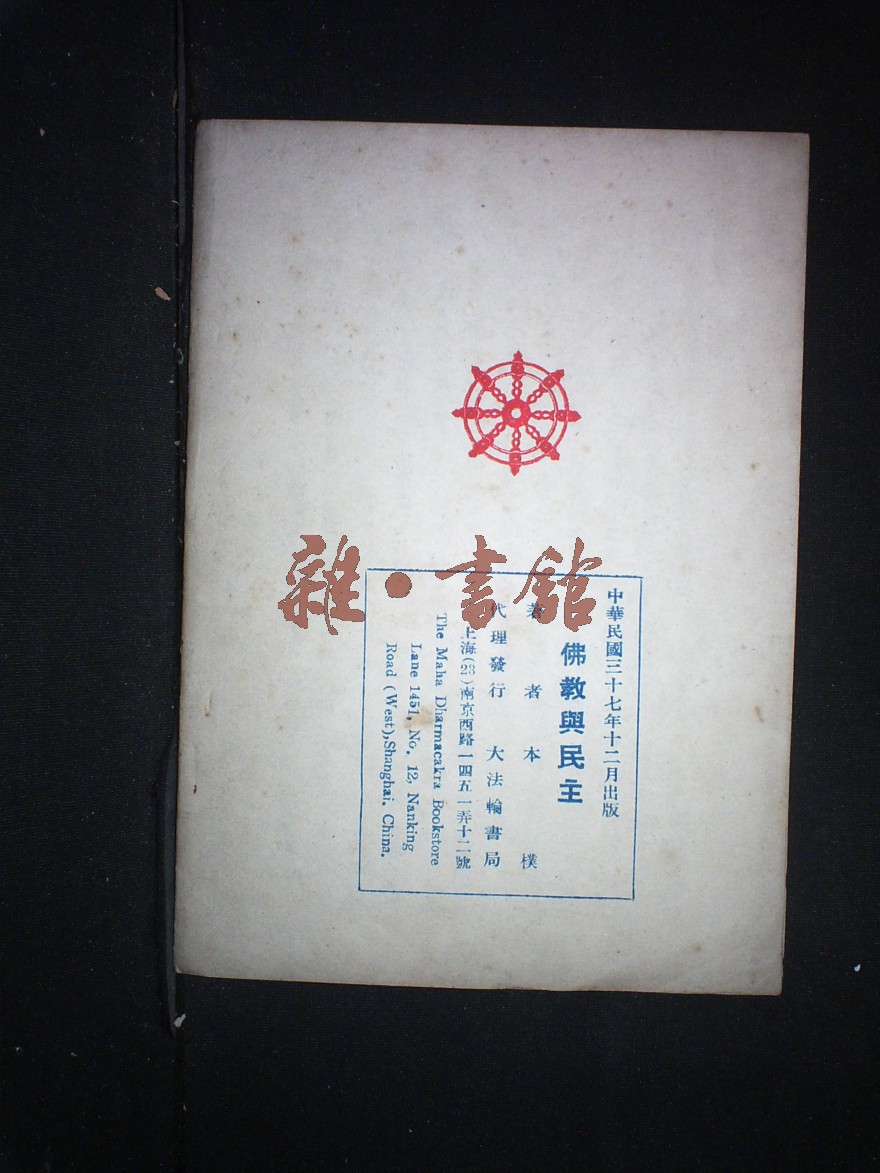 中華民國三十七年十二月出版
佛教與民主
著者本樸
代理發行 大法輪書局
上海(23)南京西路一四五一弄十二號
The Maha Dharmacakra Bookstore
Lane 1451, No. 12, Nanking
Road (West), Shanghai. China.
雜·書館